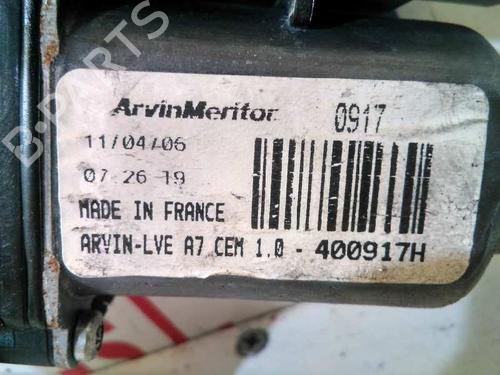 B-PARTS
ArvinMeritor 0917
11/04/06
07 26 19
MADE IN FRANCE
ARVIN-LVE A7 CEM 1.0 - 400917H